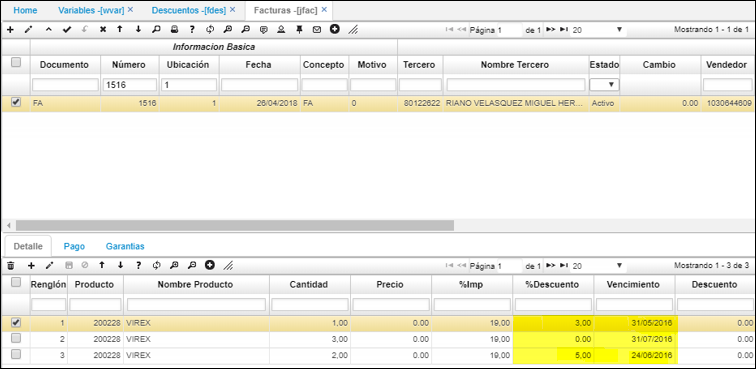 Home Variables -[wvar] × Descuentos -[fdes] × Facturas -[jfac] ×
Página 1 de 1 20 Mostrando 1 - 1 de 1
Informacion Basica
Documento Número Ubicación Fecha Concepto Motivo Tercero Nombre Tercero Estado Cambio Vendedor
1516 1
FA 1516 1 26/04/2018 FA 0 80122622 RIANO VELASQUEZ MIGUEL HER... Activo 0.00 1030644609
Detalle Pago Garantias
Página 1 de 1 20 Mostrando 1 - 3 de 3
Renglón Producto Nombre Producto Cantidad Precio %Imp %Descuento Vencimiento Descuento
1 200228 VIREX 1,00 0.00 19,00 3,00 31/05/2016 0.00
2 200228 VIREX 3,00 0.00 19,00 0.00 31/07/2016 0.00
3 200228 VIREX 2,00 0.00 19,00 5,00 24/06/2016 0.00